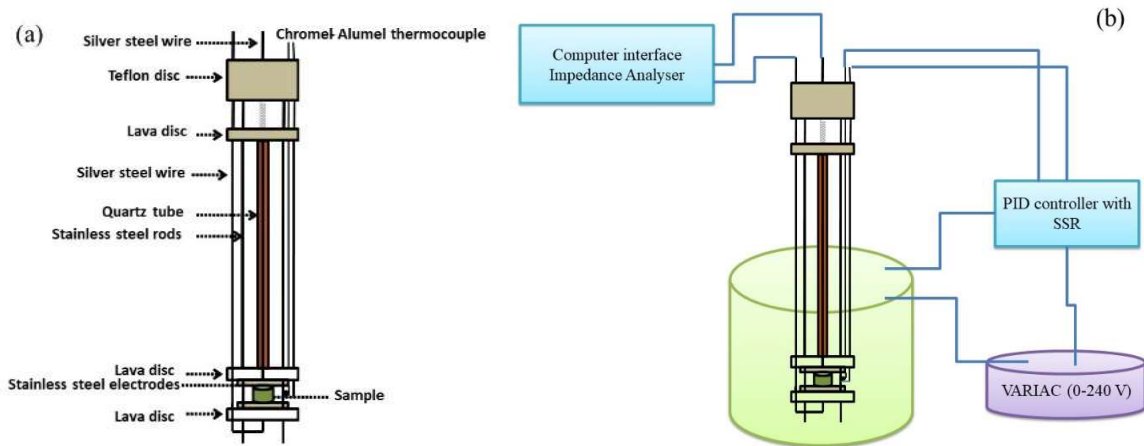 (a)
Silver steel wire
Chromel-Alumel thermocouple
Teflon disc
Lava disc
Silver steel wire
Quartz tube
Stainless steel rods
Lava disc
Stainless steel electrodes
Sample
Lava disc
(b)
Computer interface
Impedance Analyser
PID controller with
SSR
VARIAC (0-240 V)